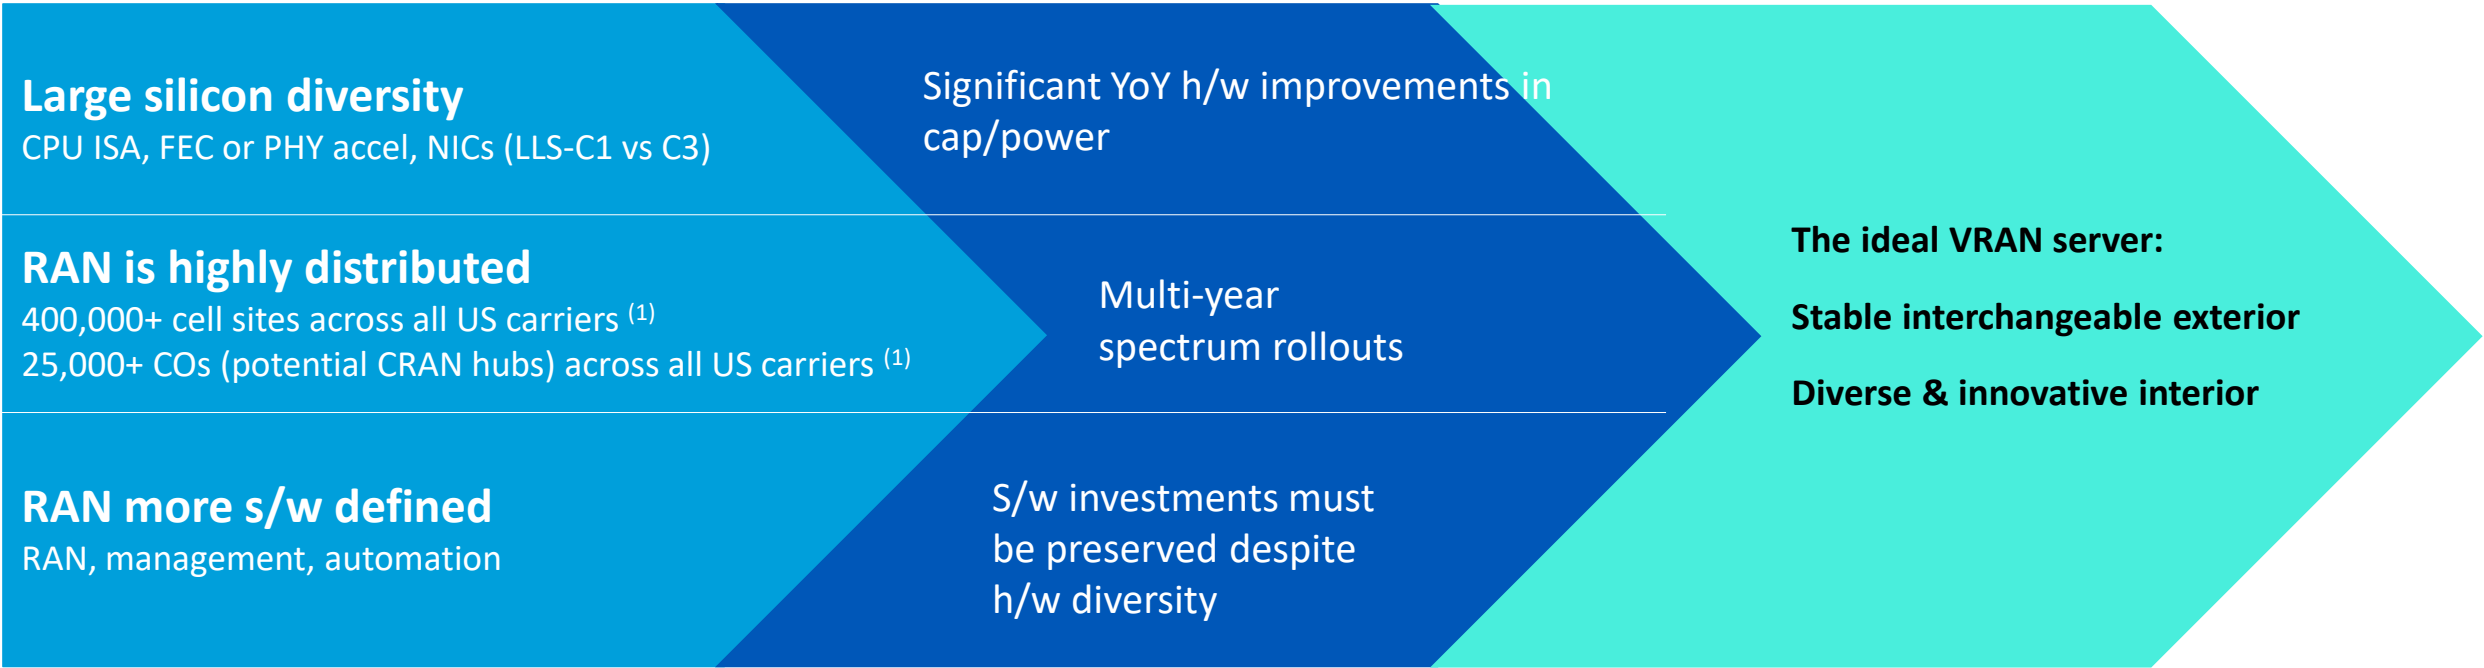 Large silicon diversity
CPU ISA, FEC or PHY accel, NICs (LLS-C1 vs C3)
Significant YoY h/w improvements in
cap/power
RAN is highly distributed
400,000+ cell sites across all US carriers (1)
25,000+ COs (potential CRAN hubs) across all US carriers (1)
Multi-year
spectrum rollouts
RAN more s/w defined
RAN, management, automation
S/w investments must
be preserved despite
h/w diversity
The ideal VRAN server:
Stable interchangeable exterior
Diverse & innovative interior